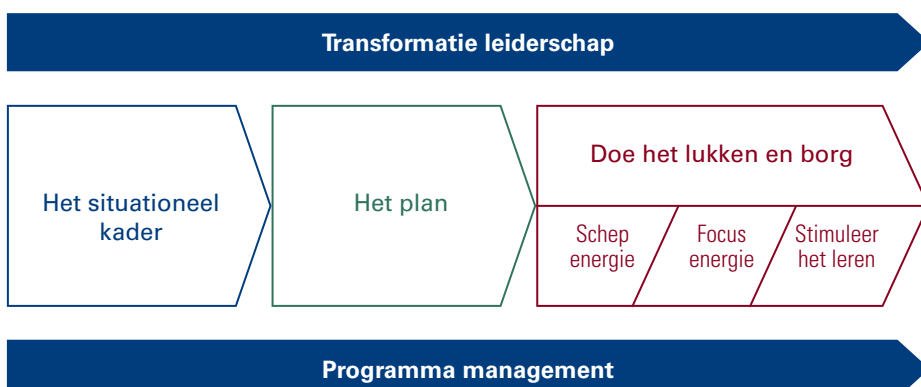 Transformatie leiderschap
Het situationeel
kader
Het plan
Doe het lukken en borg
Schep
energie
Focus
energie
Stimuleer
het leren
Programma management